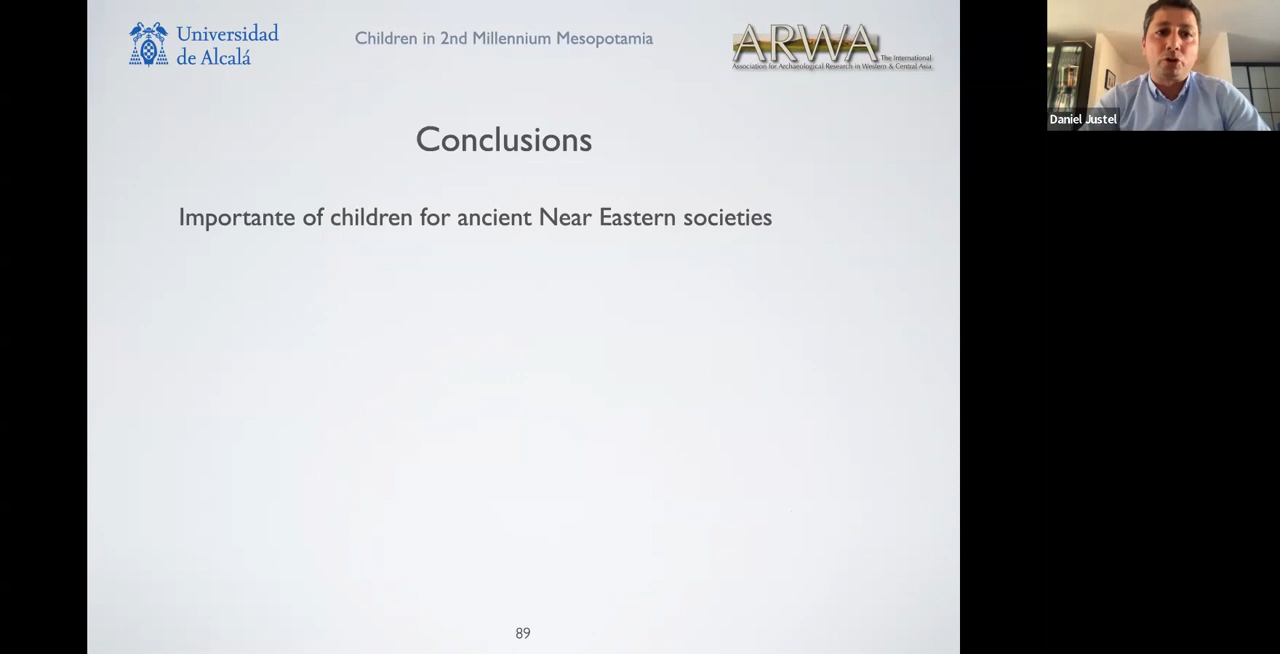 Universidad
de Alcalá
Children in 2nd Millennium Mesopotamia
ARWA
The International
Association for Archaeological Research in Western & Central Asia
Daniel Justel
Conclusions
Importante of children for ancient Near Eastern societies
89